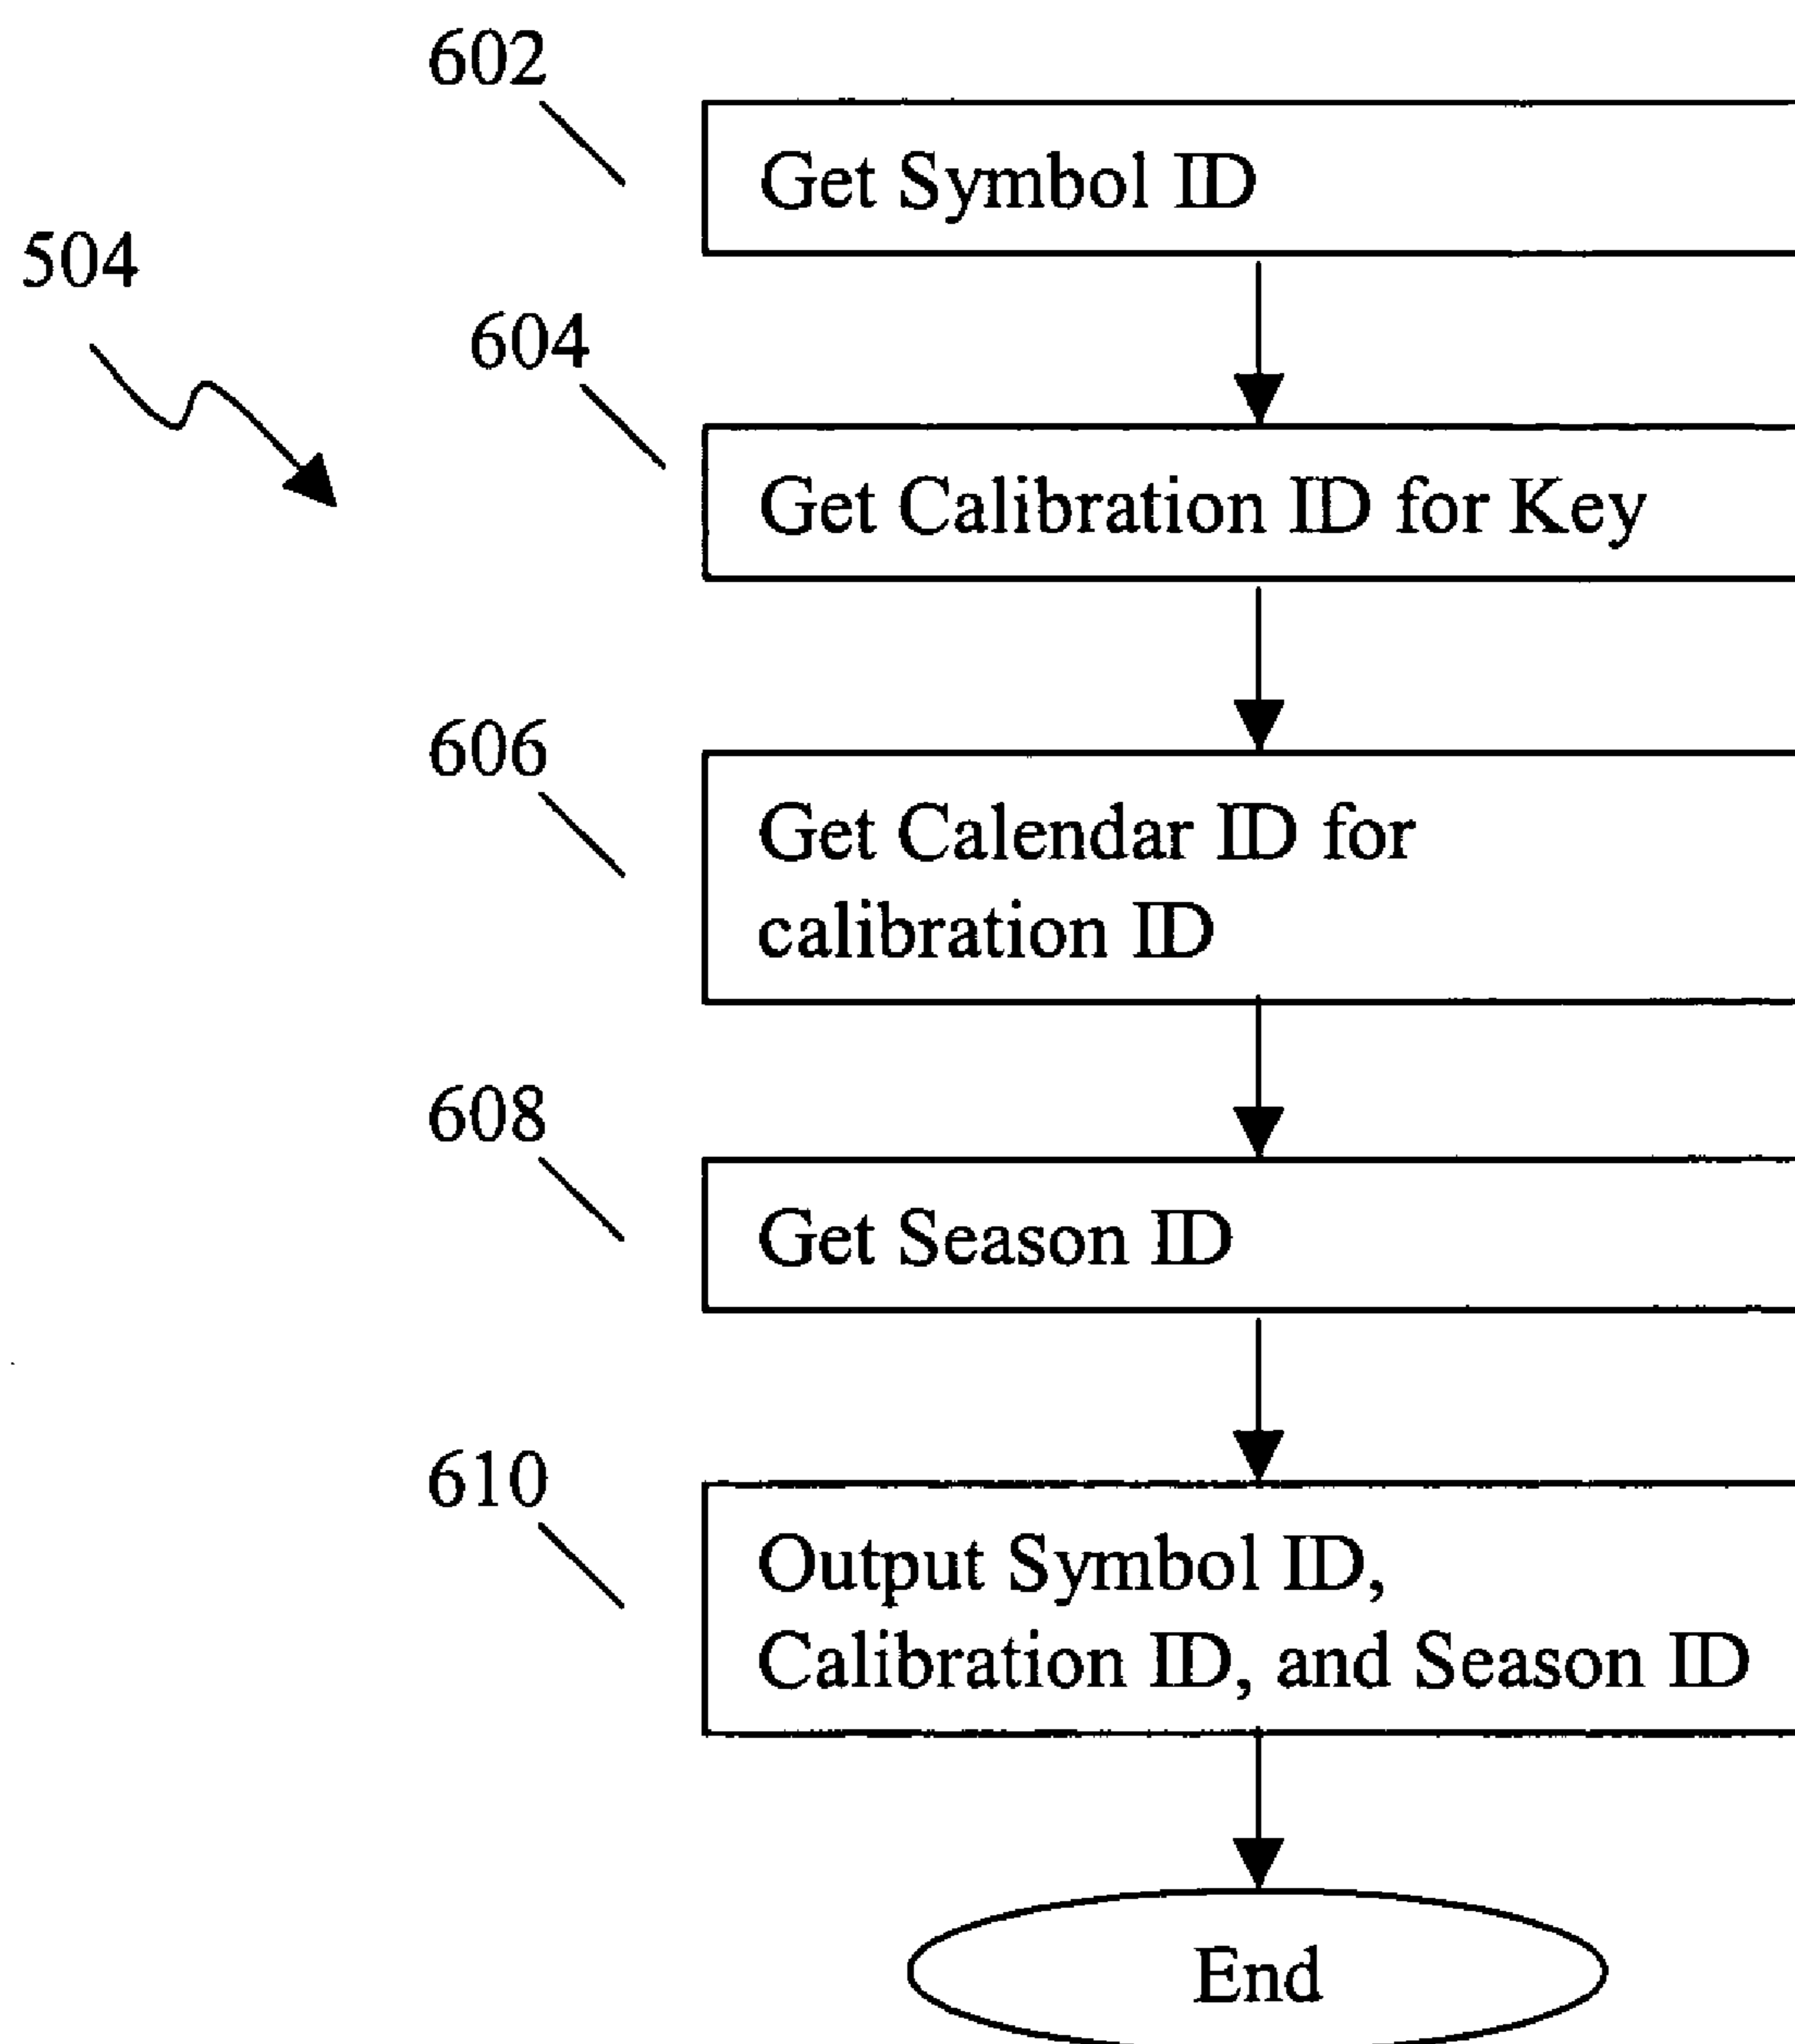 602
Get Symbol ID
504
604
Get Calibration ID for Key
606
Get Calendar ID for
calibration ID
608
Get Season ID
610
Output Symbol ID,
Calibration ID, and Season ID
End